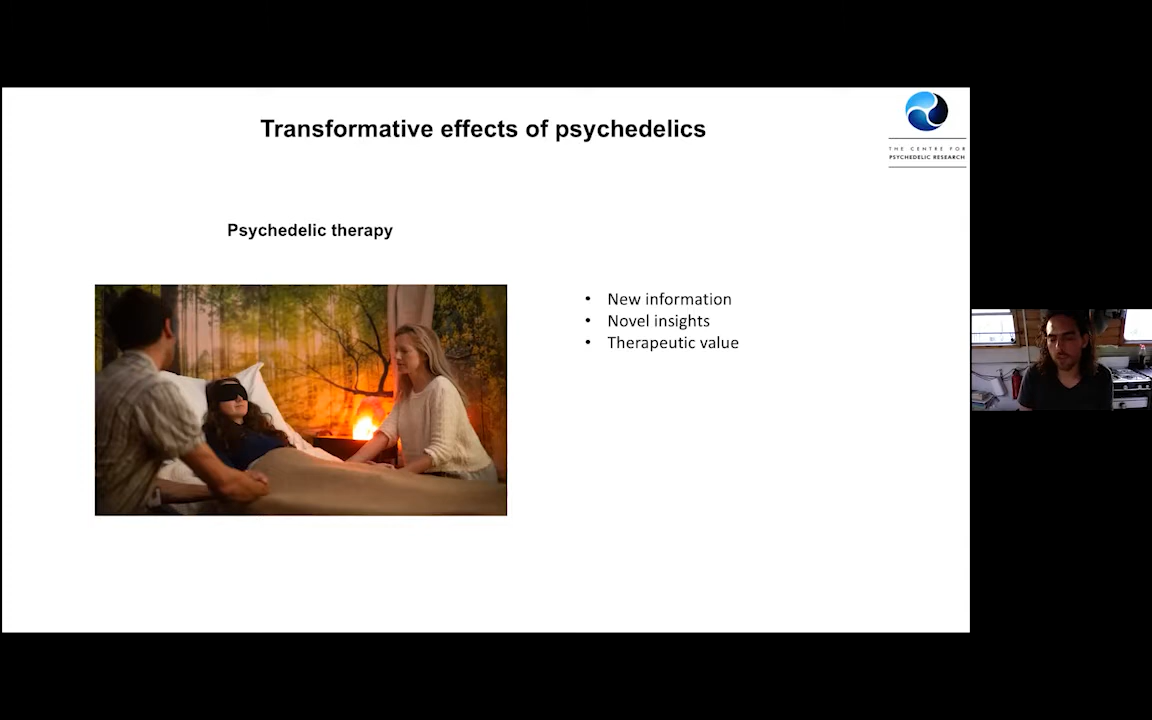 Transformative effects of psychedelics
THE CENTRE FOR
PSYCHEDELIC RESEARCH
Psychedelic therapy
• New information
• Novel insights
• Therapeutic value